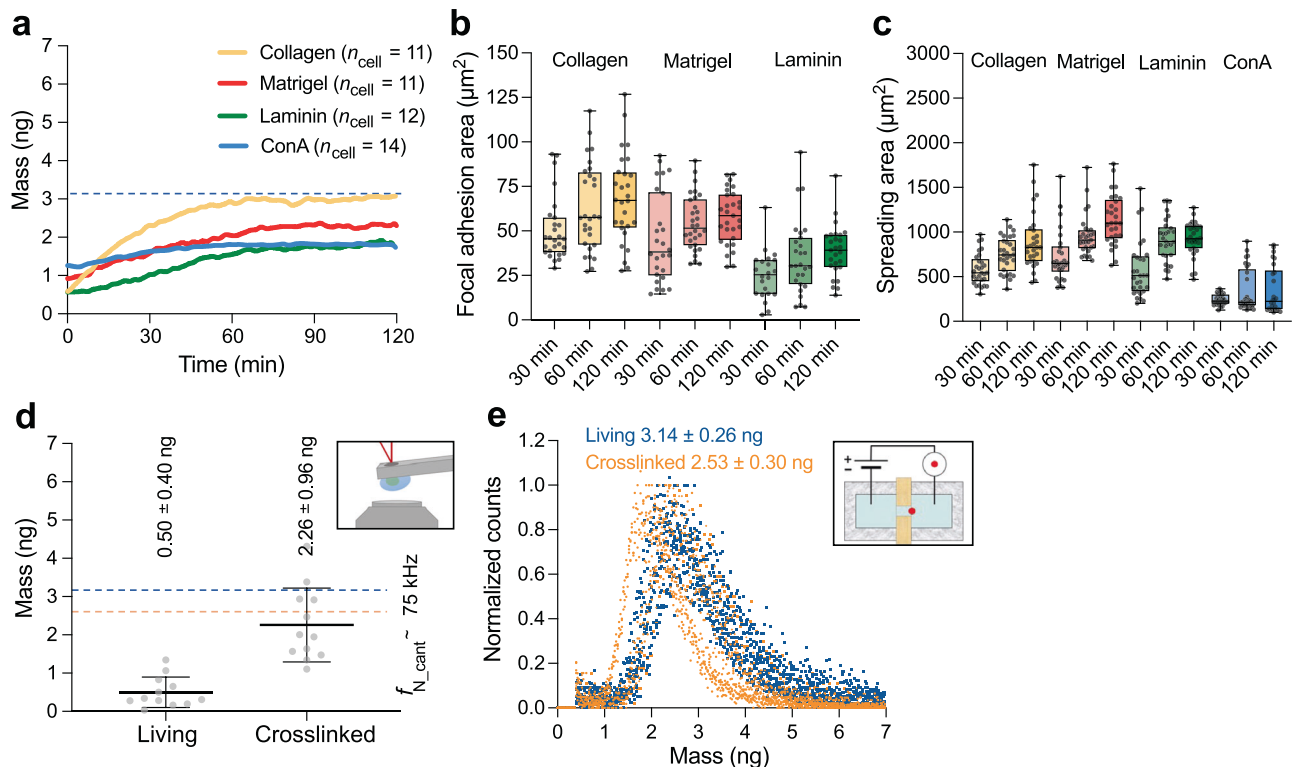 a
7
6
5
4
3
2
1
0
Mass (ng)
Collagen (n_cell = 11)
Matrigel (n_cell = 11)
Laminin (n_cell = 12)
ConA (n_cell = 14)
0
30
60
90
120
Time (min)
b
150
125
100
75
50
25
0
Focal adhesion area (µm²)
Collagen
Matrigel
Laminin
30 min
60 min
120 min
30 min
60 min
120 min
30 min
60 min
120 min
c
3000
2500
2000
1500
1000
500
0
Spreading area (µm²)
Collagen
Matrigel
Laminin
ConA
30 min
60 min
120 min
30 min
60 min
120 min
30 min
60 min
120 min
30 min
60 min
120 min
d
7
6
5
4
3
2
1
0
Mass (ng)
0.50 ± 0.40 ng
2.26 ± 0.96 ng
f_N_cant ~ 75 kHz
Living
Crosslinked
e
1.2
1.0
0.8
0.6
0.4
0.2
0.0
Normalized counts
Living 3.14 ± 0.26 ng
Crosslinked 2.53 ± 0.30 ng
+
−
0
1
2
3
4
5
6
7
Mass (ng)